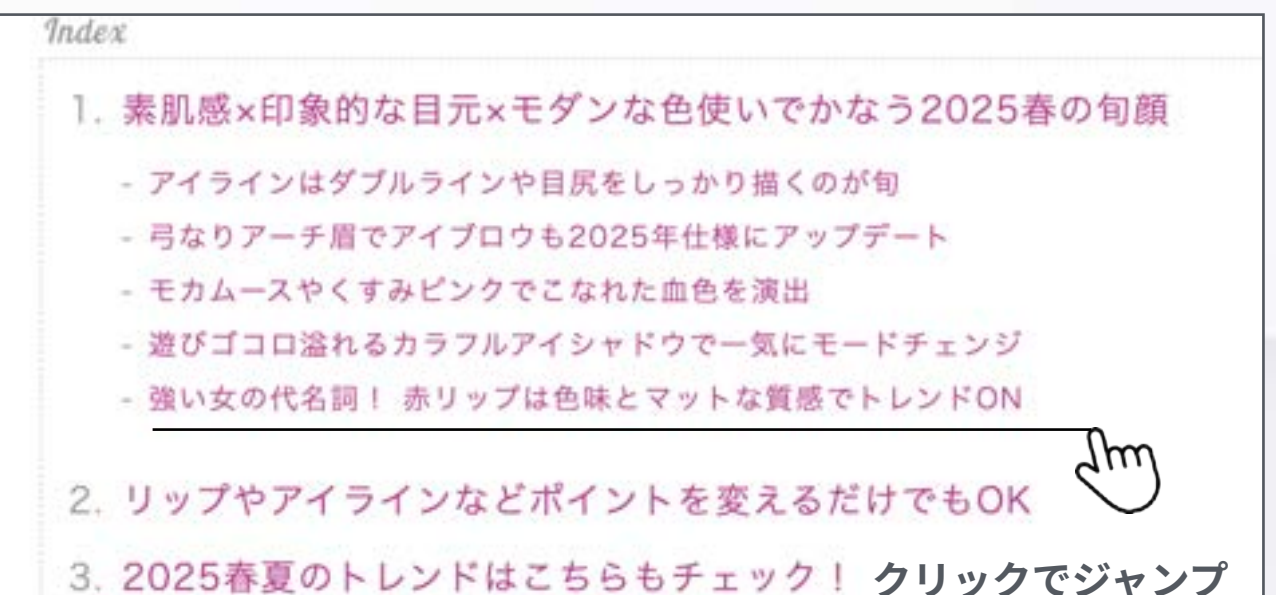 Index
1. 素肌感×印象的な目元×モダンな色使いでかなう2025春の旬顔
- アイラインはダブルラインや目尻をしっかり描くのが旬
- 弓なりアーチ眉でアイブロウも2025年仕様にアップデート
- モカムースやくすみピンクでこなれた血色を演出
- 遊びゴコロ溢れるカラフルアイシャドウで一気にモードチェンジ
- 強い女の代名詞！ 赤リップは色味とマットな質感でトレンドON
2. リップやアイラインなどポイントを変えるだけでもOK
3. 2025春夏のトレンドはこちらもチェック！ クリックでジャンプ